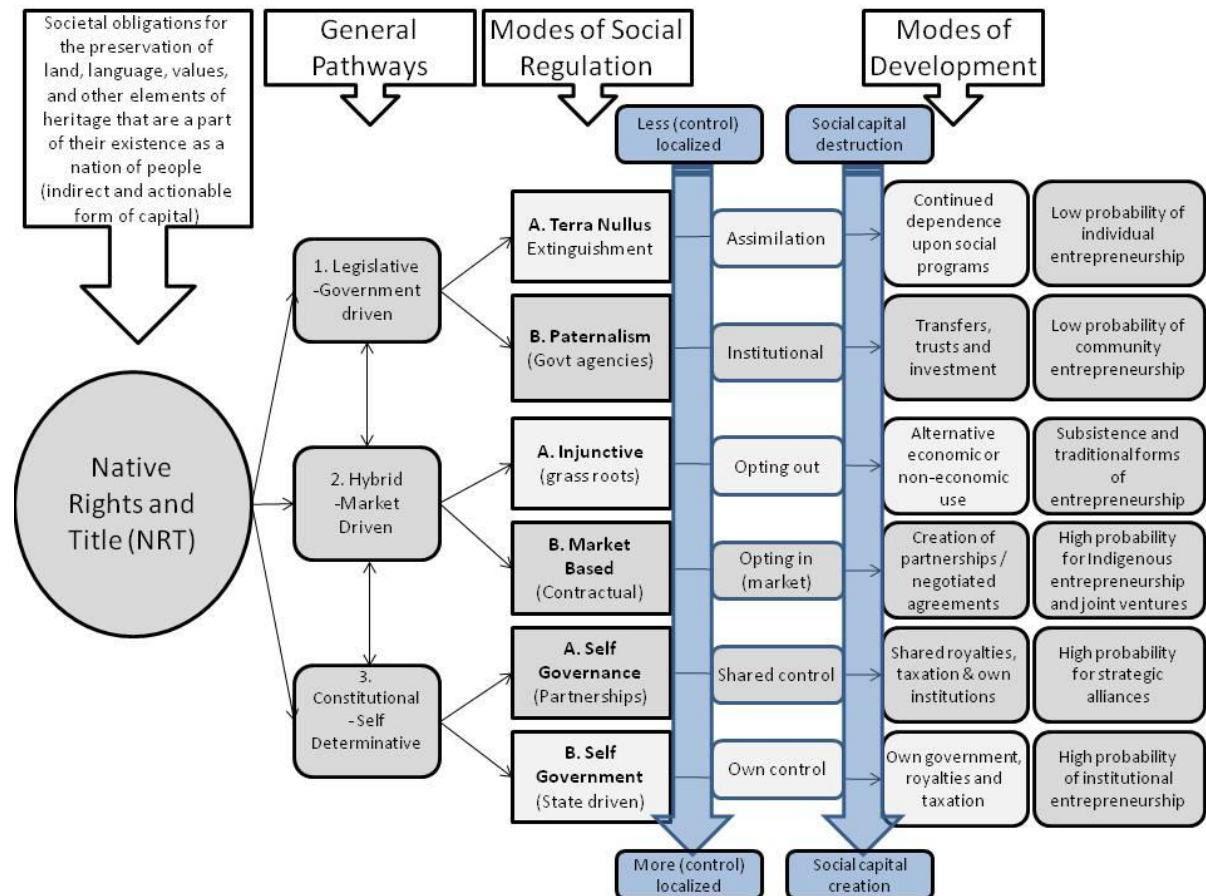 Societal obligations for
the preservation of
land, language, values,
and other elements of
heritage that are a part
of their existence as a
nation of people
(indirect and actionable
form of capital)
General
Pathways
Modes of Social
Regulation
Modes of
Development
Less (control)
localized
Social capital
destruction
Native
Rights and
Title (NRT)
1. Legislative
-Government
driven
2. Hybrid
-Market
Driven
3.
Constitutional
-Self
Determinative
A. Terra Nullus
Extinguishment
Assimilation
Continued
dependence
upon social
programs
Low probability of
individual
entrepreneurship
B. Paternalism
(Govt agencies)
Institutional
Transfers,
trusts and
investment
Low probability of
community
entrepreneurship
A. Injunctive
(grass roots)
Opting out
Alternative
economic or
non-economic
use
Subsistence and
traditional forms
of
entrepreneurship
B. Market
Based
(Contractual)
Opting in
(market)
Creation of
partnerships /
negotiated
agreements
High probability
for Indigenous
entrepreneurship
and joint ventures
A. Self
Governance
(Partnerships)
Shared control
Shared royalties,
taxation & own
institutions
High probability
for strategic
alliances
B. Self
Government
(State driven)
Own control
Own government,
royalties and
taxation
High probability
of institutional
entrepreneurship
More (control)
localized
Social capital
creation